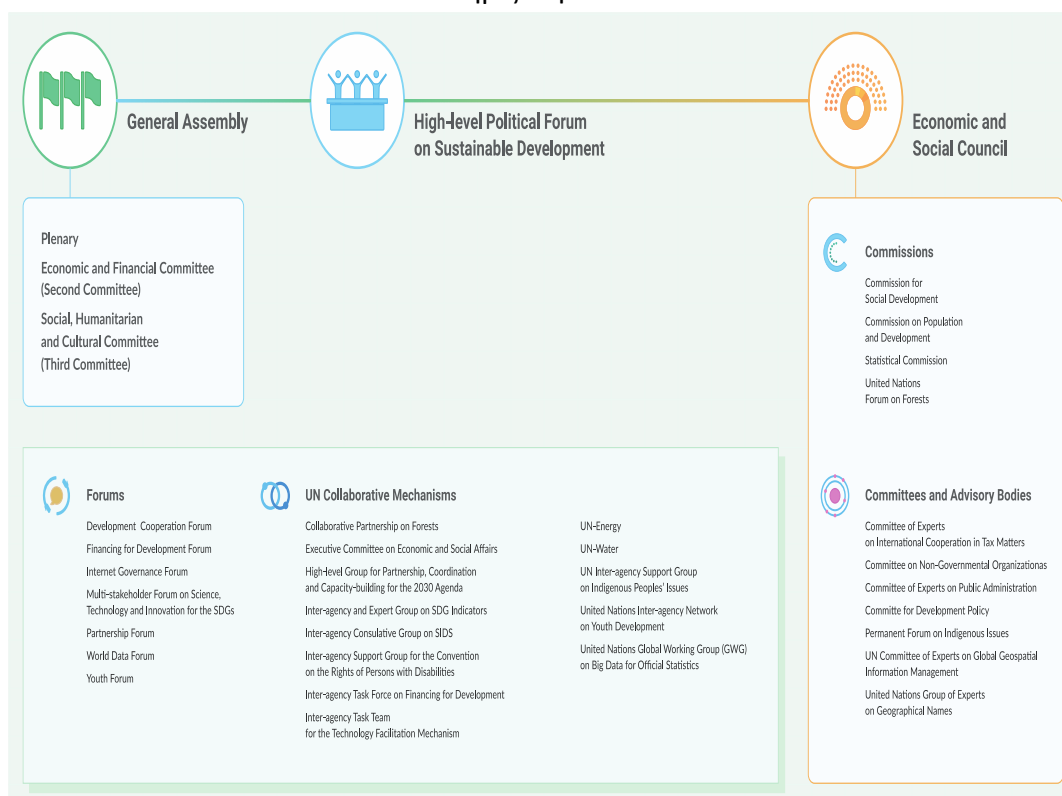 General Assembly
High-level Political Forum
on Sustainable Development
Economic and
Social Council
Plenary
Economic and Financial Committee
(Second Committee)
Social, Humanitarian
and Cultural Committee
(Third Committee)
Commissions
Commission for
Social Development
Commission on Population
and Development
Statistical Commission
United Nations
Forum on Forests
Forums
Development Cooperation Forum
Financing for Development Forum
Internet Governance Forum
Multi-stakeholder Forum on Science,
Technology and Innovation for the SDGs
Partnership Forum
World Data Forum
Youth Forum
UN Collaborative Mechanisms
Collaborative Partnership on Forests
Executive Committee on Economic and Social Affairs
High-level Group for Partnership, Coordination
and Capacity-building for the 2030 Agenda
Inter-agency and Expert Group on SDG Indicators
Inter-agency Consulative Group on SIDS
Inter-agency Support Group for the Convention
on the Rights of Persons with Disabilities
Inter-agency Task Force on Financing for Development
Inter-agency Task Team
for the Technology Facilitation Mechanism
UN-Energy
UN-Water
UN Inter-agency Support Group
on Indigenous Peoples' Issues
United Nations Inter-agency Network
on Youth Development
United Nations Global Working Group (GWG)
on Big Data for Official Statistics
Committees and Advisory Bodies
Committee of Experts
on International Cooperation in Tax Matters
Committee on Non-Governmental Organizationas
Committee of Experts on Public Administration
Committe for Development Policy
Permanent Forum on Indigenous Issues
UN Committee of Experts on Global Geospatial
Information Management
United Nations Group of Experts
on Geographical Names